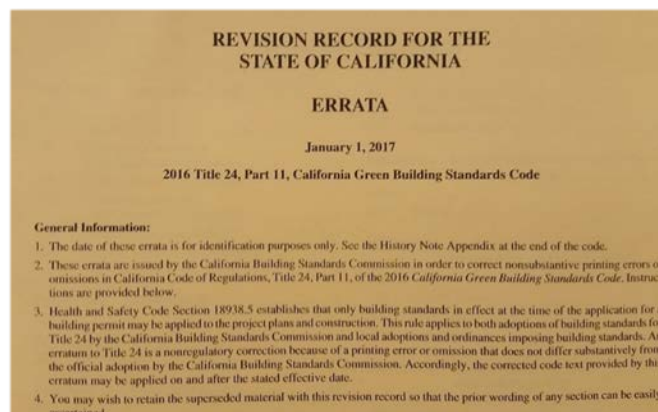 REVISION RECORD FOR THE
STATE OF CALIFORNIA
ERRATA
January 1, 2017
2016 Title 24, Part 11, California Green Building Standards Code
General Information:
1. The date of these errata is for identification purposes only. See the History Note Appendix at the end of the code.
2. These errata are issued by the California Building Standards Commission in order to correct nonsubstantive printing errors o
omissions in California Code of Regulations, Title 24, Part 11, of the 2016 California Green Building Standards Code. Instruc
tions are provided below.
3. Health and Safety Code Section 18938.5 establishes that only building standards in effect at the time of the application for
building permit may be applied to the project plans and construction. This rule applies to both adoptions of building standards fo
Title 24 by the California Building Standards Commission and local adoptions and ordinances imposing building standards. A
erratum to Title 24 is a nonregulatory correction because of a printing error or omission that does not differ substantively from
the official adoption by the California Building Standards Commission. Accordingly, the corrected code text provided by thi
erratum may be applied on and after the stated effective date.
4. You may wish to retain the superseded material with this revision record so that the prior wording of any section can be easily